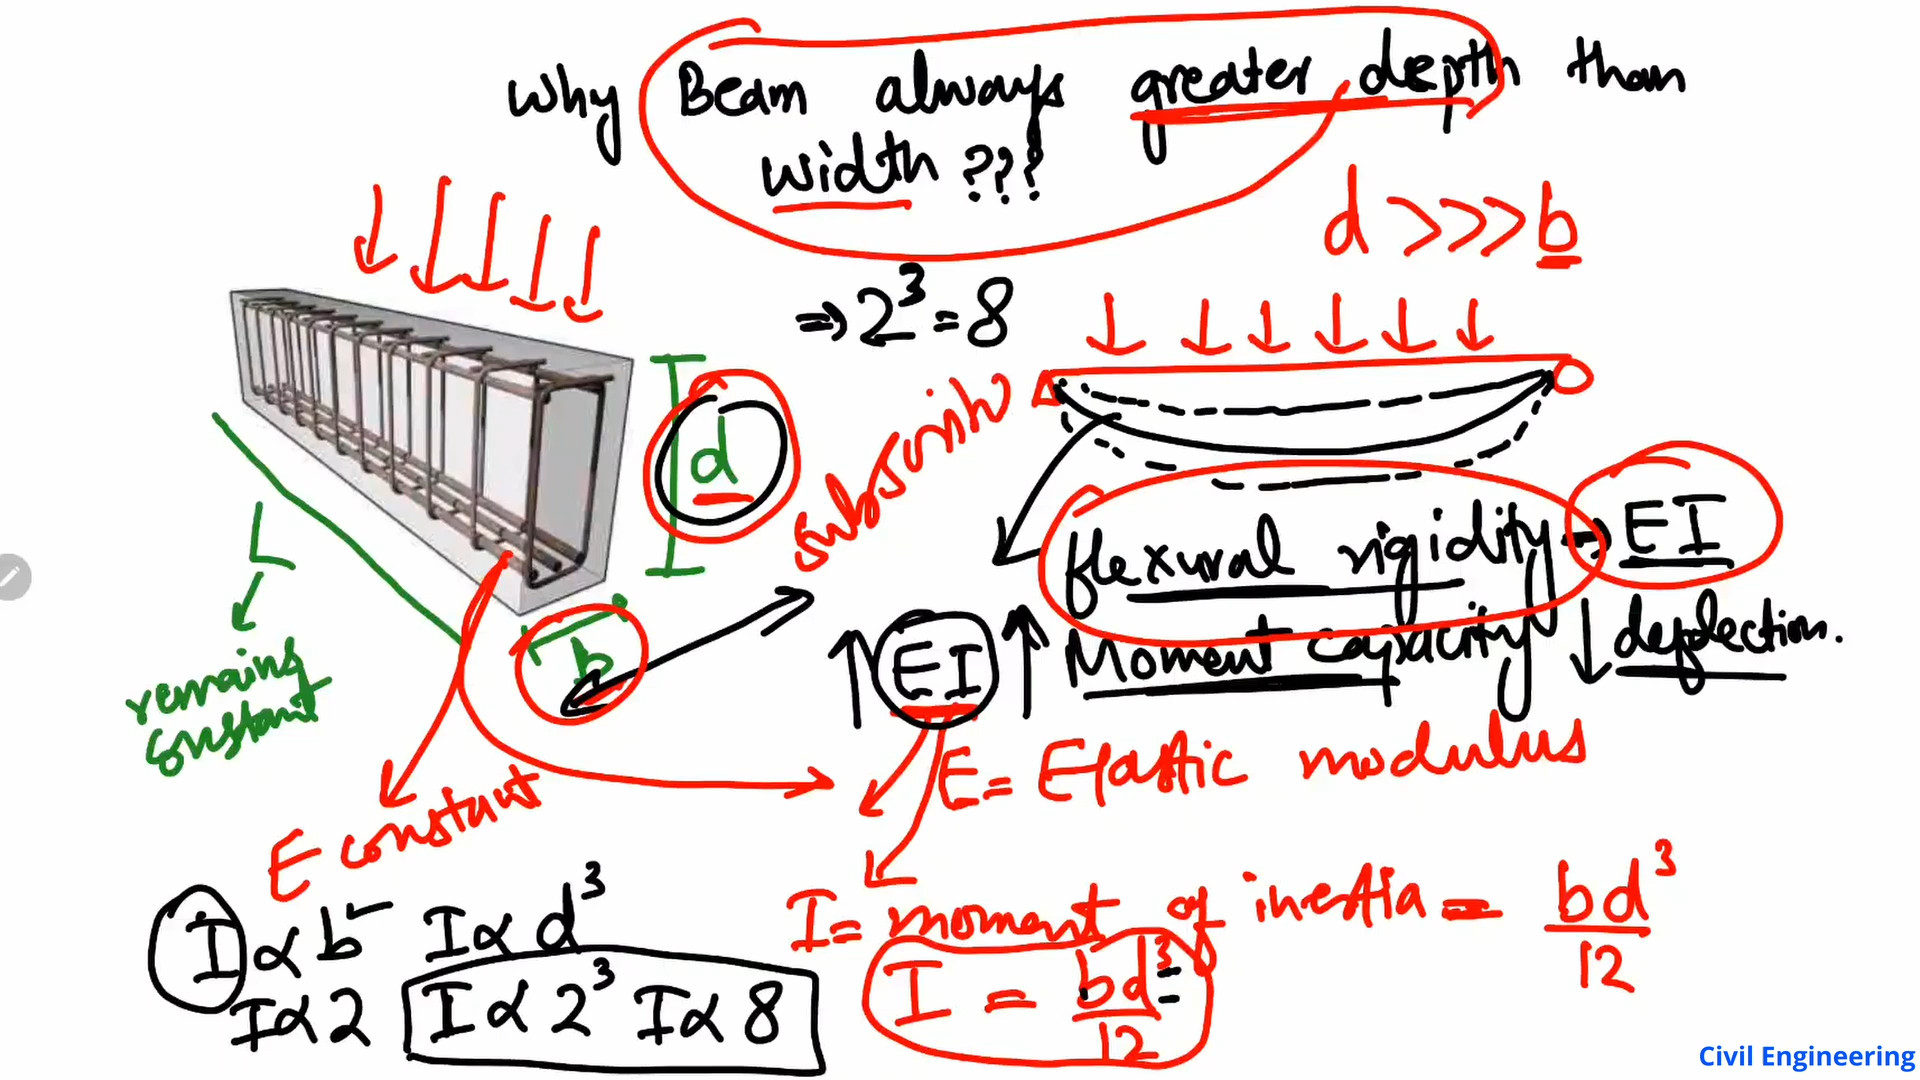 why Beam always greater depth than
width ???
d >>> b
⇒ 2³ = 8
d
b
L
remains
constant
flexural rigidity ⇒ EI
↑ EI ↑ Moment capacity ↓ deflection.
E = Elastic modulus
E constant
I = moment of inertia = bd³/12
I ∝ b I ∝ d³
I ∝ 2 I ∝ 2³ I ∝ 8
I = bd³/12
Civil Engineering